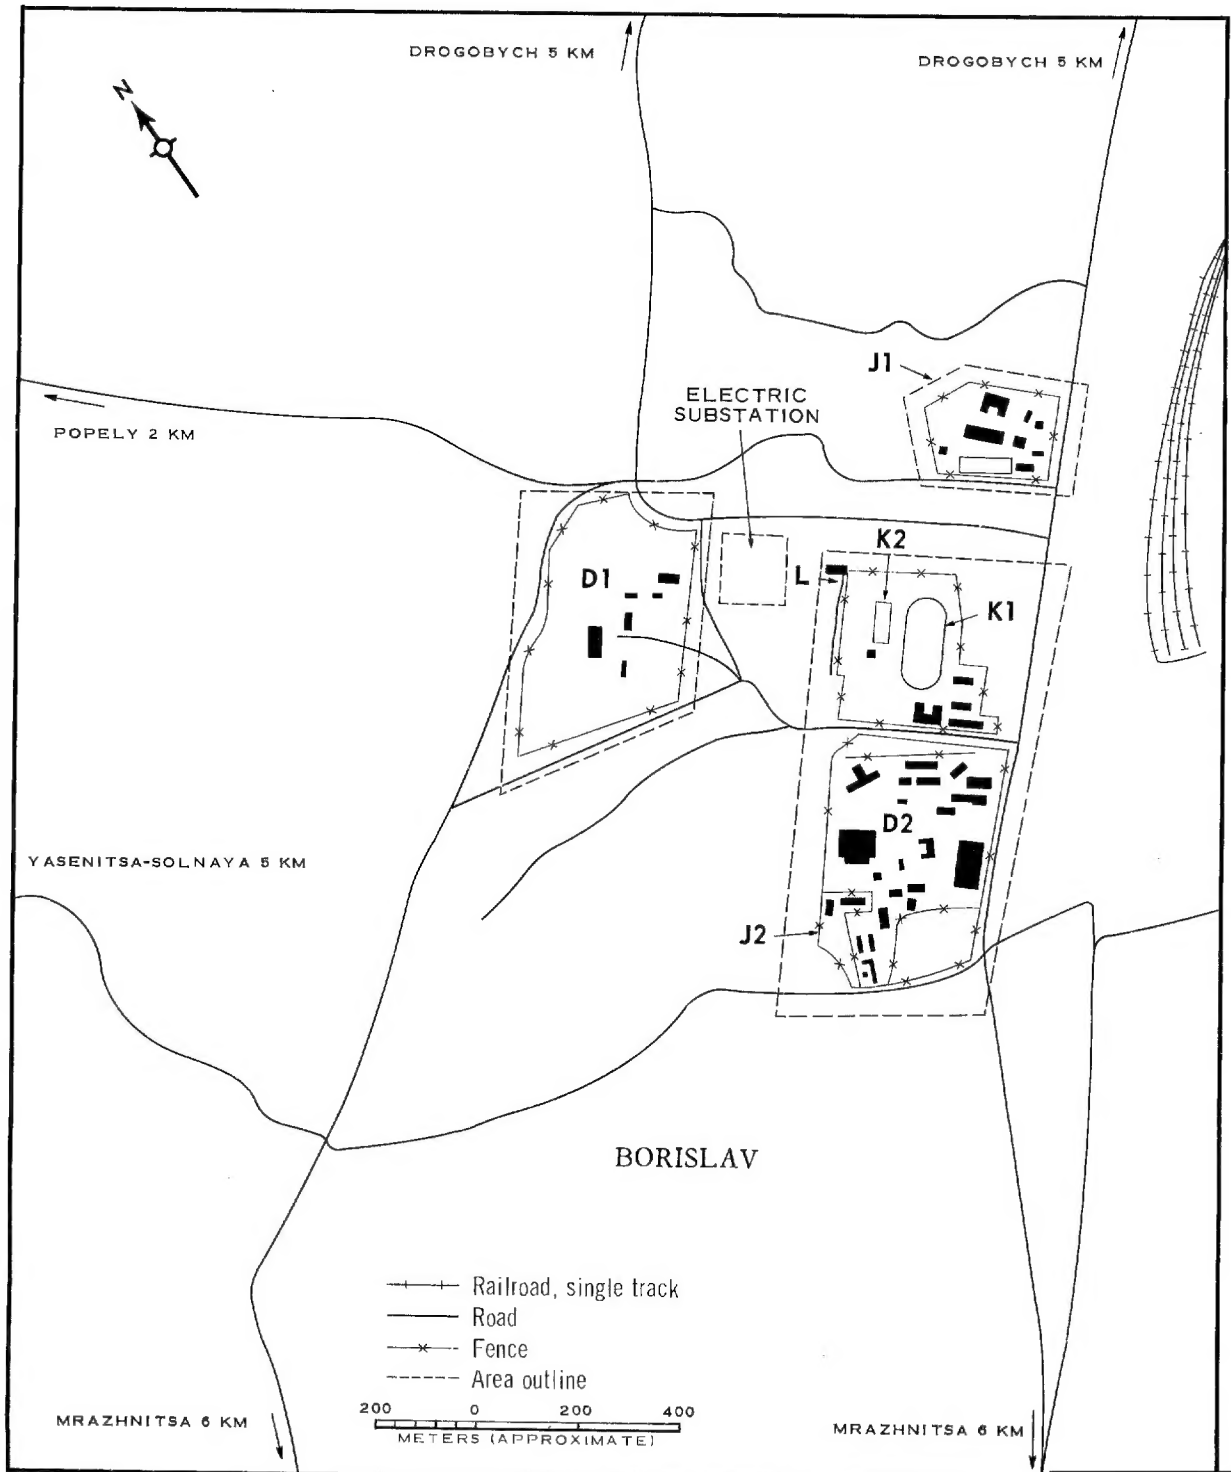 DROGOBYCH 5 KM
DROGOBYCH 5 KM
N
J1
ELECTRIC
SUBSTATION
POPELY 2 KM
K2
L
D1
K1
D2
YASENITSA-SOLNAYA 5 KM
J2
BORISLAV
Railroad, single track
Road
Fence
Area outline
200 0 200 400
METERS (APPROXIMATE)
MRAZHNITSA 6 KM
MRAZHNITSA 6 KM